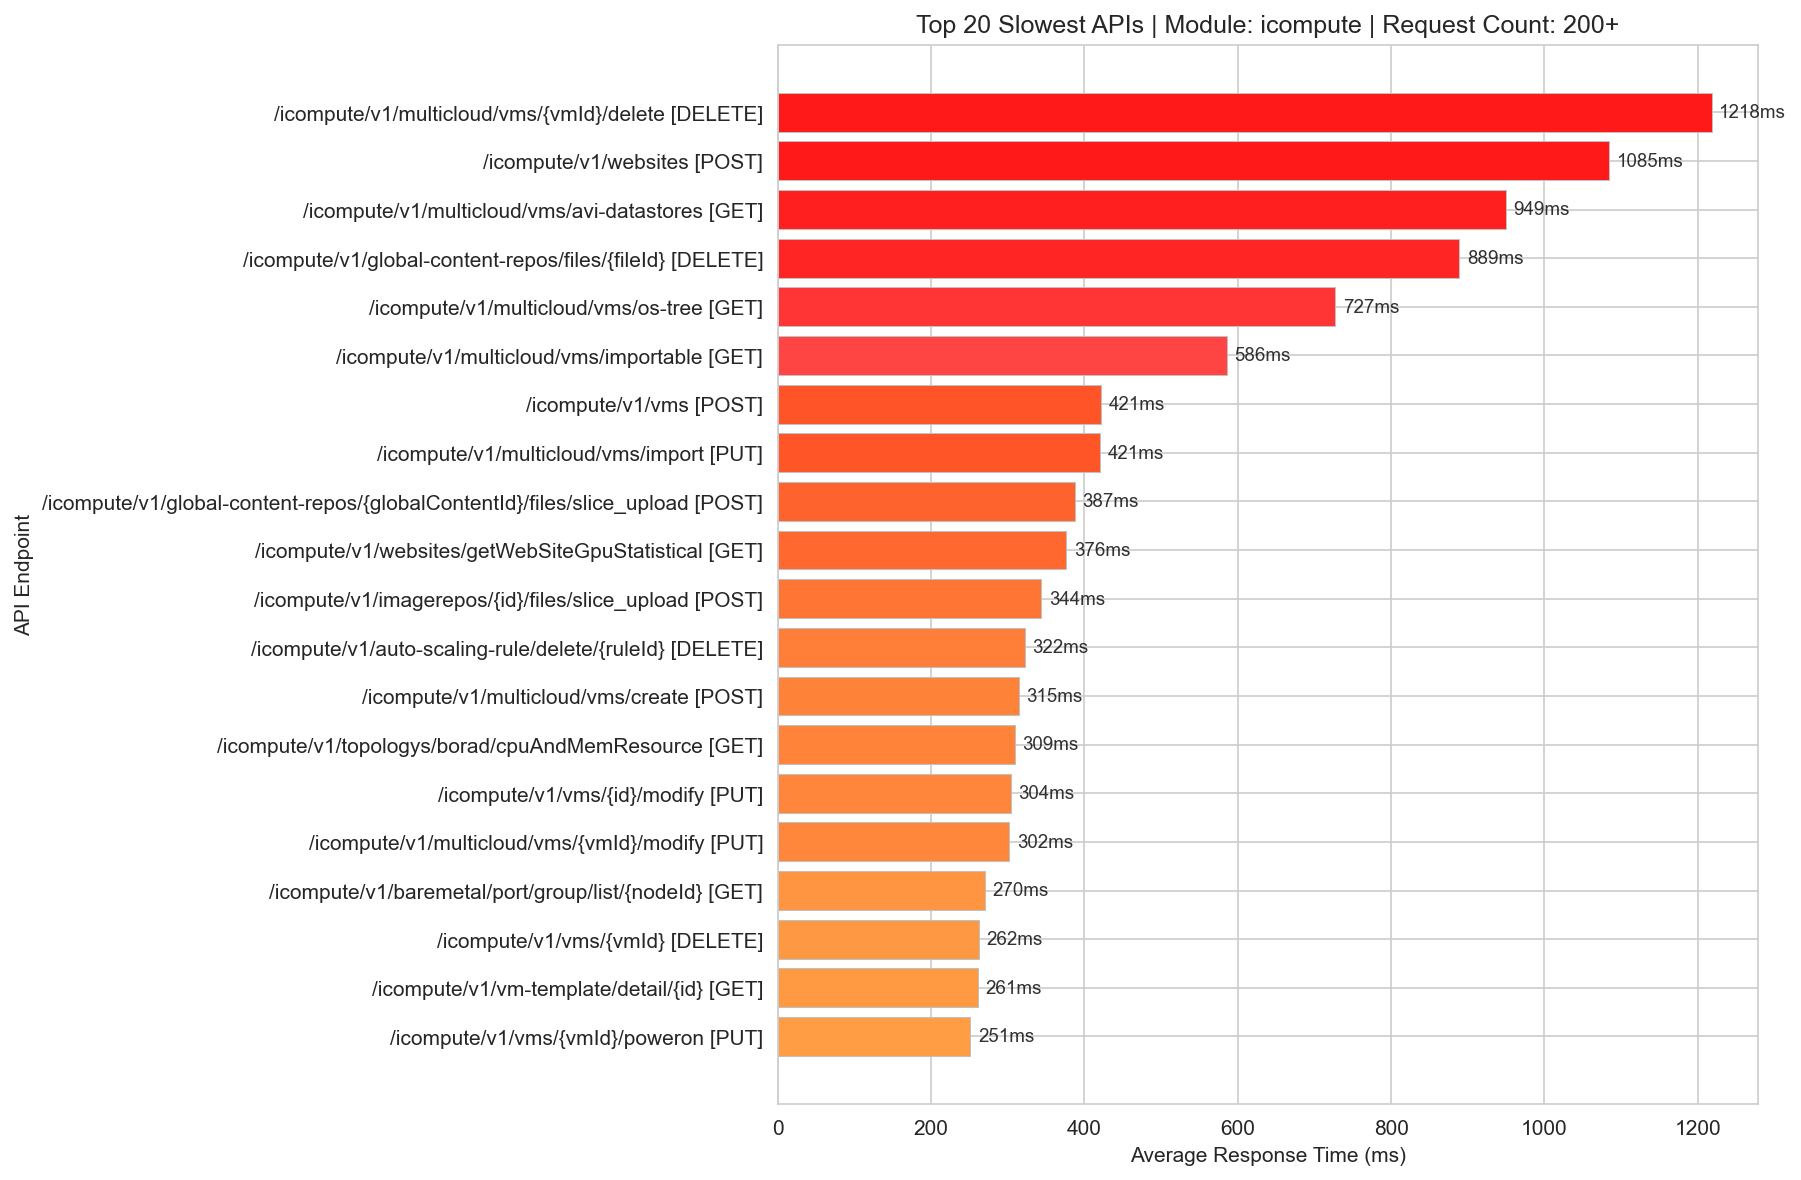 Top 20 Slowest APIs | Module: icompute | Request Count: 200+
/icompute/v1/multicloud/vms/{vmId}/delete [DELETE] 1218ms
/icompute/v1/websites [POST] 1085ms
/icompute/v1/multicloud/vms/avi-datastores [GET] 949ms
/icompute/v1/global-content-repos/files/{fileId} [DELETE] 889ms
/icompute/v1/multicloud/vms/os-tree [GET] 727ms
/icompute/v1/multicloud/vms/importable [GET] 586ms
/icompute/v1/vms [POST] 421ms
/icompute/v1/multicloud/vms/import [PUT] 421ms
/icompute/v1/global-content-repos/{globalContentId}/files/slice_upload [POST] 387ms
/icompute/v1/websites/getWebSiteGpuStatistical [GET] 376ms
/icompute/v1/imagerepos/{id}/files/slice_upload [POST] 344ms
/icompute/v1/auto-scaling-rule/delete/{ruleId} [DELETE] 322ms
/icompute/v1/multicloud/vms/create [POST] 315ms
/icompute/v1/topologys/borad/cpuAndMemResource [GET] 309ms
/icompute/v1/vms/{id}/modify [PUT] 304ms
/icompute/v1/multicloud/vms/{vmId}/modify [PUT] 302ms
/icompute/v1/baremetal/port/group/list/{nodeId} [GET] 270ms
/icompute/v1/vms/{vmId} [DELETE] 262ms
/icompute/v1/vm-template/detail/{id} [GET] 261ms
/icompute/v1/vms/{vmId}/poweron [PUT] 251ms
API Endpoint
0 200 400 600 800 1000 1200
Average Response Time (ms)